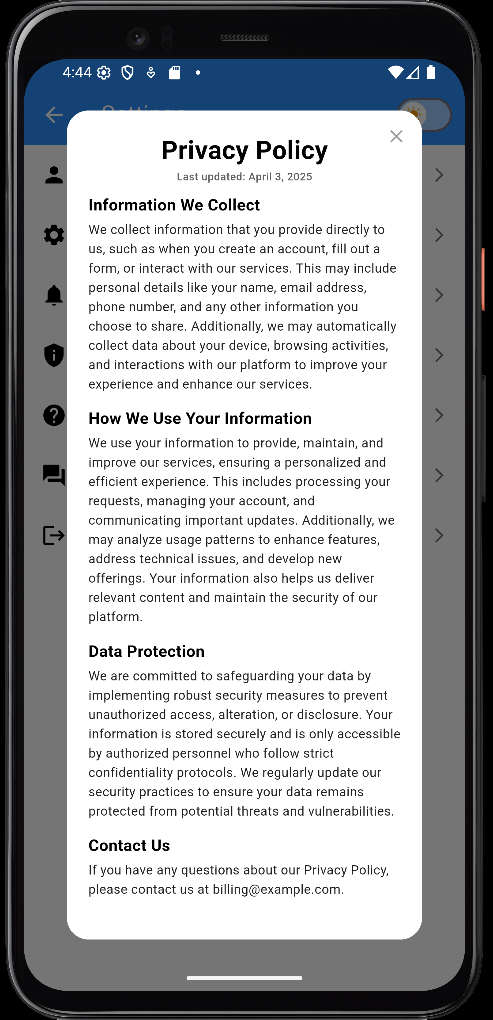 4:44
Settings
Privacy Policy
Last updated: April 3, 2025
Information We Collect
We collect information that you provide directly to
us, such as when you create an account, fill out a
form, or interact with our services. This may include
personal details like your name, email address,
phone number, and any other information you
choose to share. Additionally, we may automatically
collect data about your device, browsing activities,
and interactions with our platform to improve your
experience and enhance our services.
How We Use Your Information
We use your information to provide, maintain, and
improve our services, ensuring a personalized and
efficient experience. This includes processing your
requests, managing your account, and
communicating important updates. Additionally, we
may analyze usage patterns to enhance features,
address technical issues, and develop new
offerings. Your information also helps us deliver
relevant content and maintain the security of our
platform.
Data Protection
We are committed to safeguarding your data by
implementing robust security measures to prevent
unauthorized access, alteration, or disclosure. Your
information is stored securely and is only accessible
by authorized personnel who follow strict
confidentiality protocols. We regularly update our
security practices to ensure your data remains
protected from potential threats and vulnerabilities.
Contact Us
If you have any questions about our Privacy Policy,
please contact us at billing@example.com.